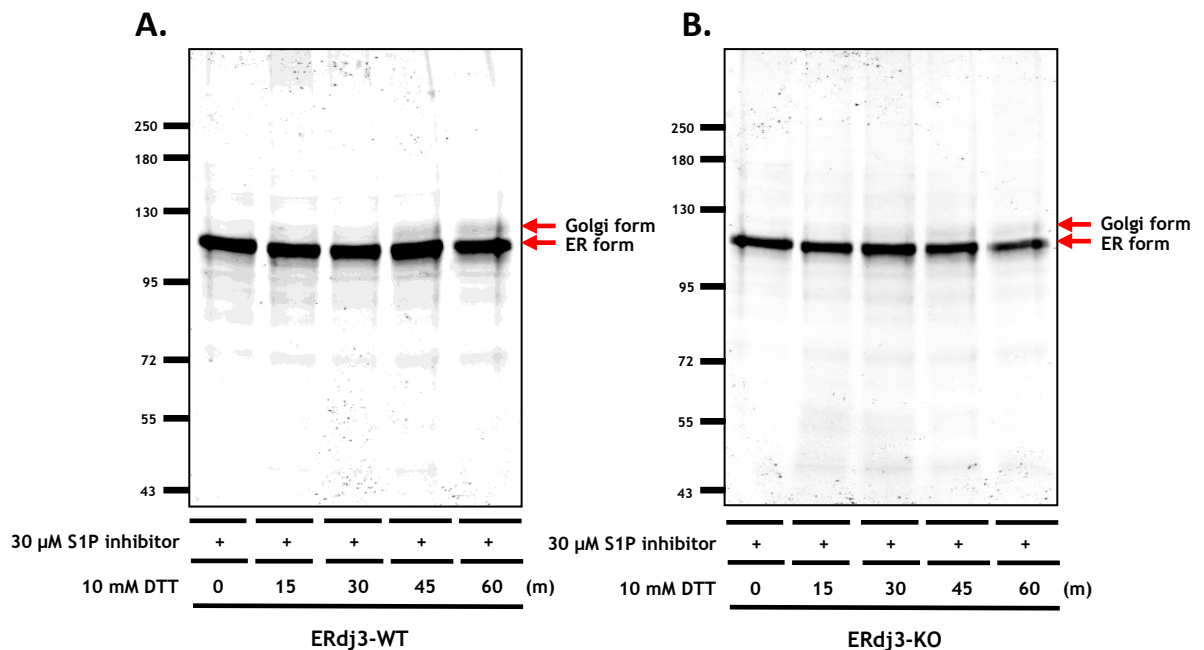 A.
250
180
130
95
72
55
43
Golgi form
ER form
30 µM S1P inhibitor + + + + +
10 mM DTT 0 15 30 45 60 (m)
ERdj3-WT
B.
250
180
130
95
72
55
43
Golgi form
ER form
30 µM S1P inhibitor + + + + +
10 mM DTT 0 15 30 45 60 (m)
ERdj3-KO